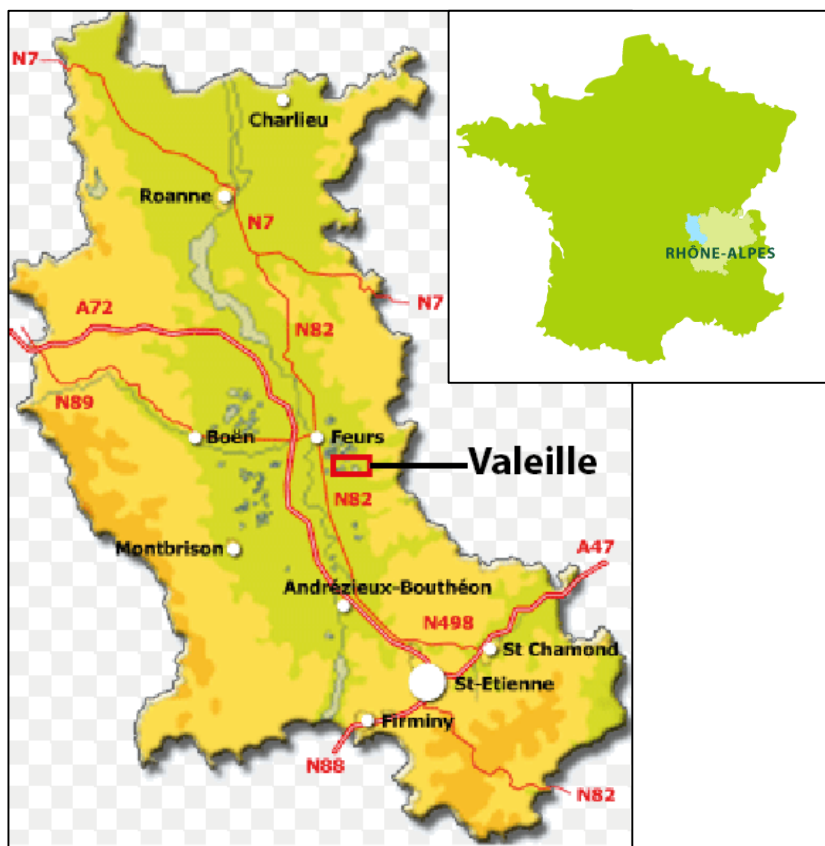 N7
Charlieu
Roanne
N7
RHÔNE-ALPES
A72
N7
N82
N89
Boën
Feurs
Valeille
N82
Montbrison
A47
Andrézieux-Bouthéon
N498
St Chamond
St-Etienne
Firminy
N88
N82